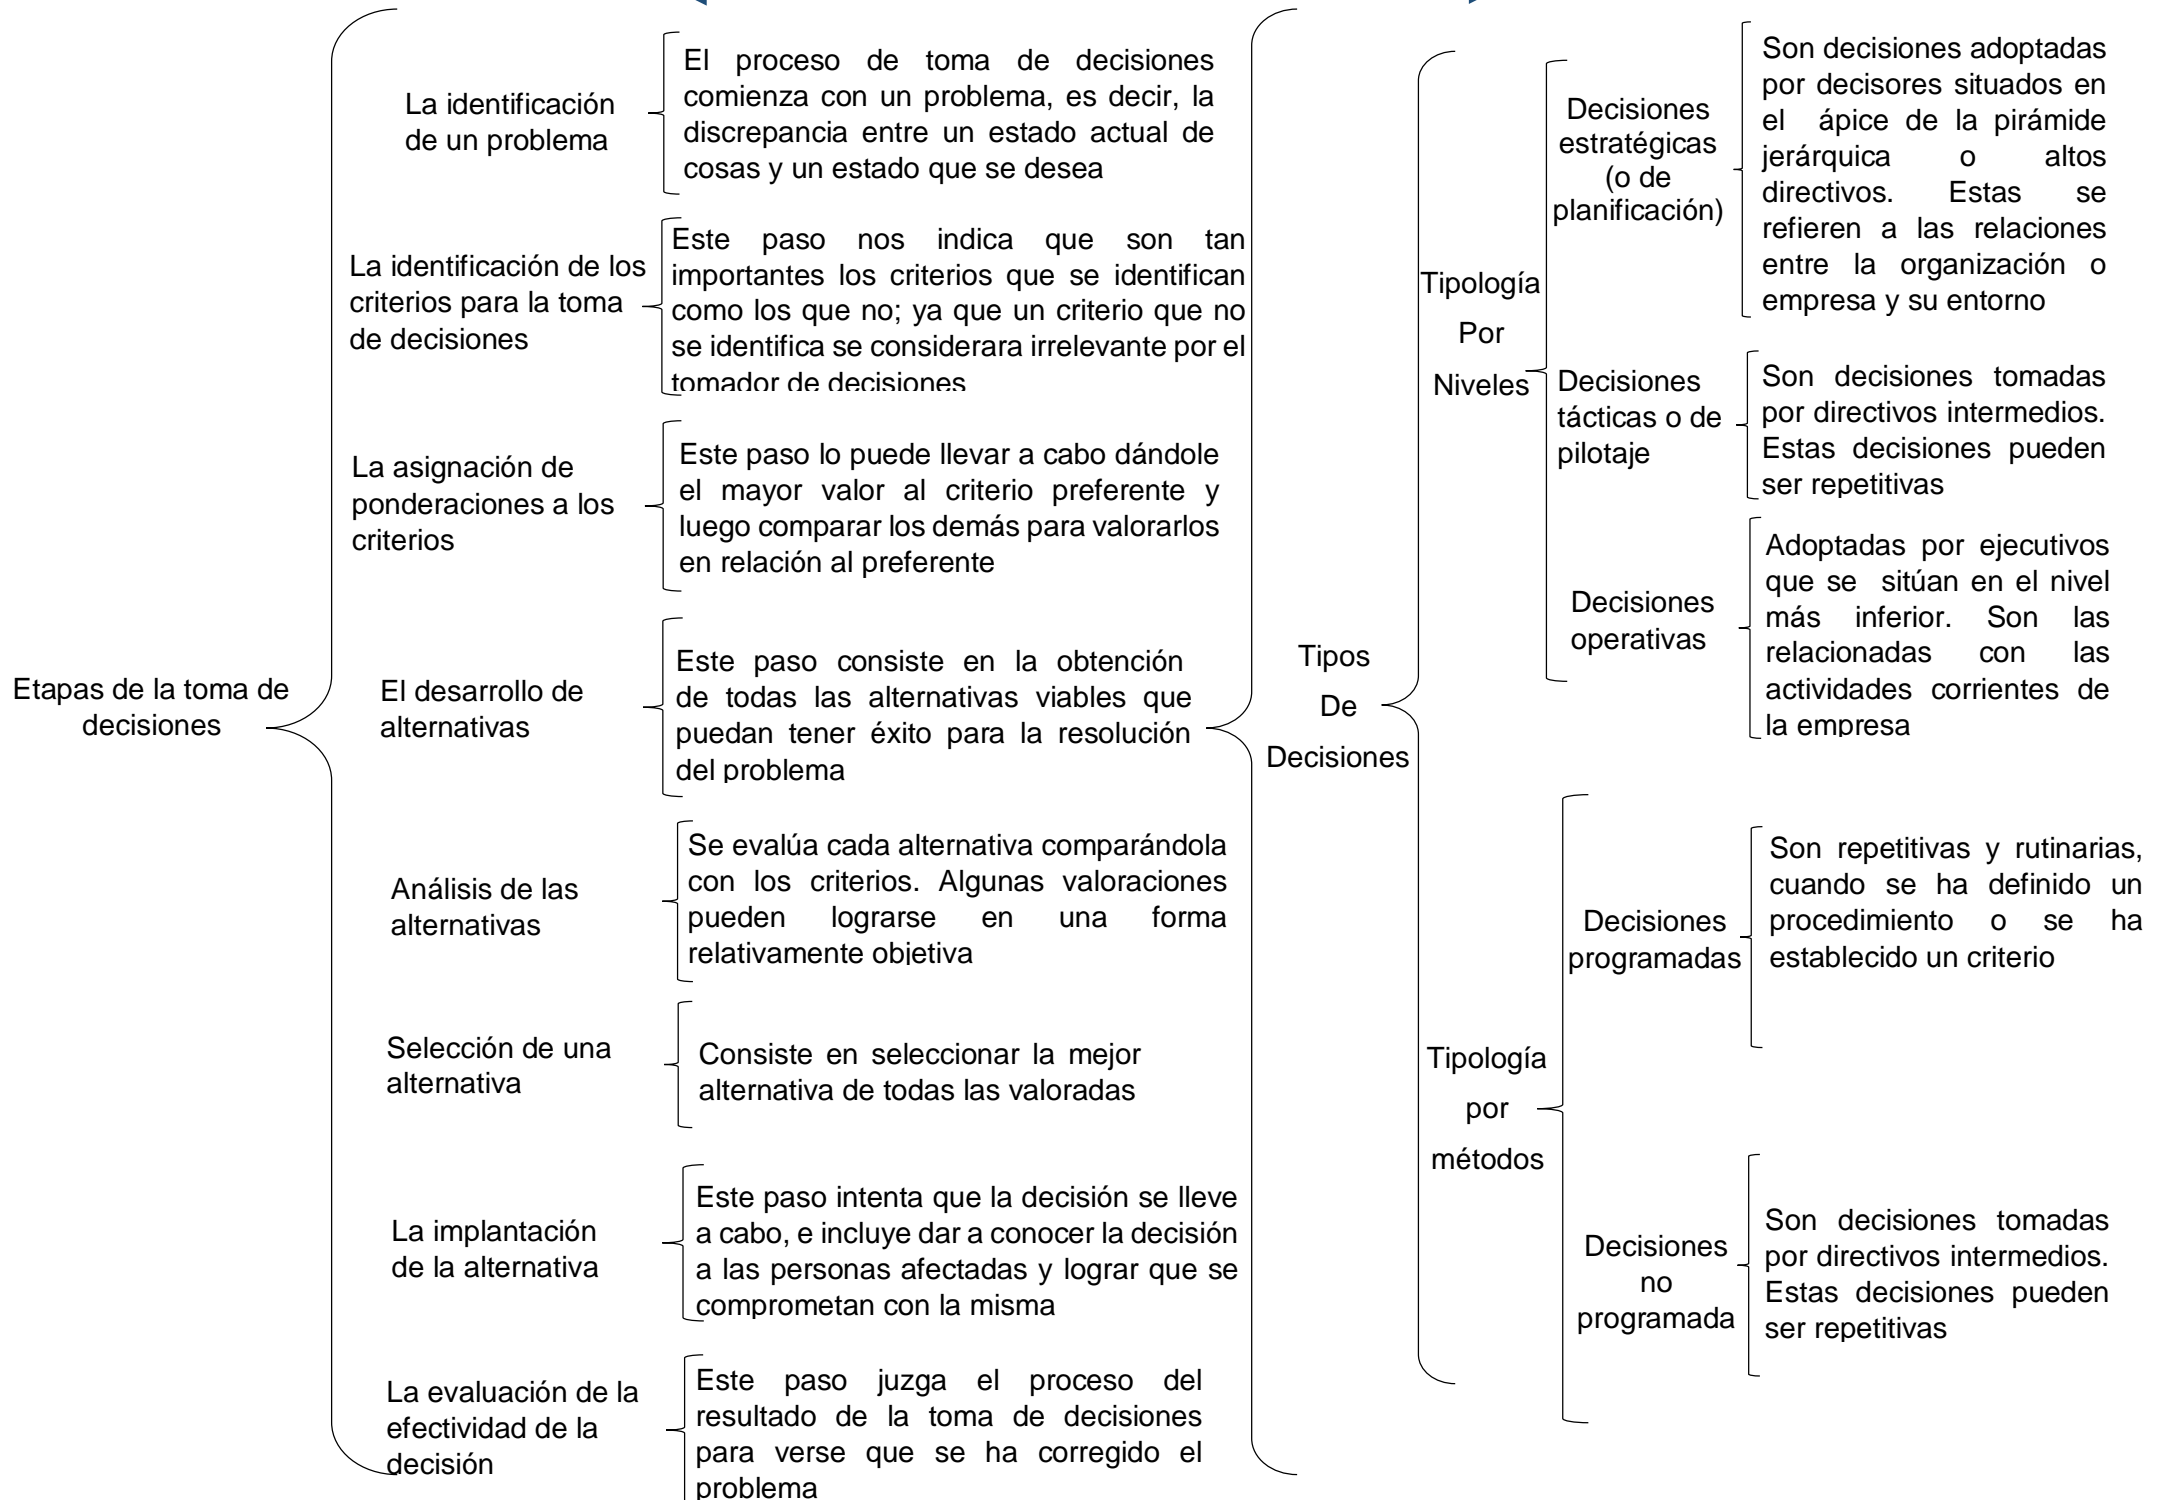 Etapas de la toma de
decisiones
La identificación
de un problema
El proceso de toma de decisiones
comienza con un problema, es decir, la
discrepancia entre un estado actual de
cosas y un estado que se desea
La identificación de los
criterios para la toma
de decisiones
Este paso nos indica que son tan
importantes los criterios que se identifican
como los que no; ya que un criterio que no
se identifica se considerara irrelevante por el
tomador de decisiones
La asignación de
ponderaciones a los
criterios
Este paso lo puede llevar a cabo dándole
el mayor valor al criterio preferente y
luego comparar los demás para valorarlos
en relación al preferente
El desarrollo de
alternativas
Este paso consiste en la obtención
de todas las alternativas viables que
puedan tener éxito para la resolución
del problema
Análisis de las
alternativas
Se evalúa cada alternativa comparándola
con los criterios. Algunas valoraciones
pueden lograrse en una forma
relativamente objetiva
Selección de una
alternativa
Consiste en seleccionar la mejor
alternativa de todas las valoradas
La implantación
de la alternativa
Este paso intenta que la decisión se lleve
a cabo, e incluye dar a conocer la decisión
a las personas afectadas y lograr que se
comprometan con la misma
La evaluación de la
efectividad de la
decisión
Este paso juzga el proceso del
resultado de la toma de decisiones
para verse que se ha corregido el
problema
Tipos
De
Decisiones
Tipología
Por
Niveles
Decisiones
estratégicas
(o de
planificación)
Son decisiones adoptadas
por decisores situados en
el ápice de la pirámide
jerárquica o altos
directivos. Estas se
refieren a las relaciones
entre la organización o
empresa y su entorno
Decisiones
tácticas o de
pilotaje
Son decisiones tomadas
por directivos intermedios.
Estas decisiones pueden
ser repetitivas
Decisiones
operativas
Adoptadas por ejecutivos
que se sitúan en el nivel
más inferior. Son las
relacionadas con las
actividades corrientes de
la empresa
Tipología
por
métodos
Decisiones
programadas
Son repetitivas y rutinarias,
cuando se ha definido un
procedimiento o se ha
establecido un criterio
Decisiones
no
programada
Son decisiones tomadas
por directivos intermedios.
Estas decisiones pueden
ser repetitivas